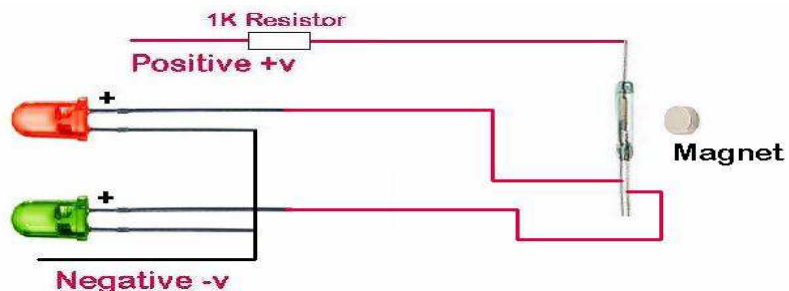 1K Resistor
Positive +v
+
Magnet
+
Negative -v